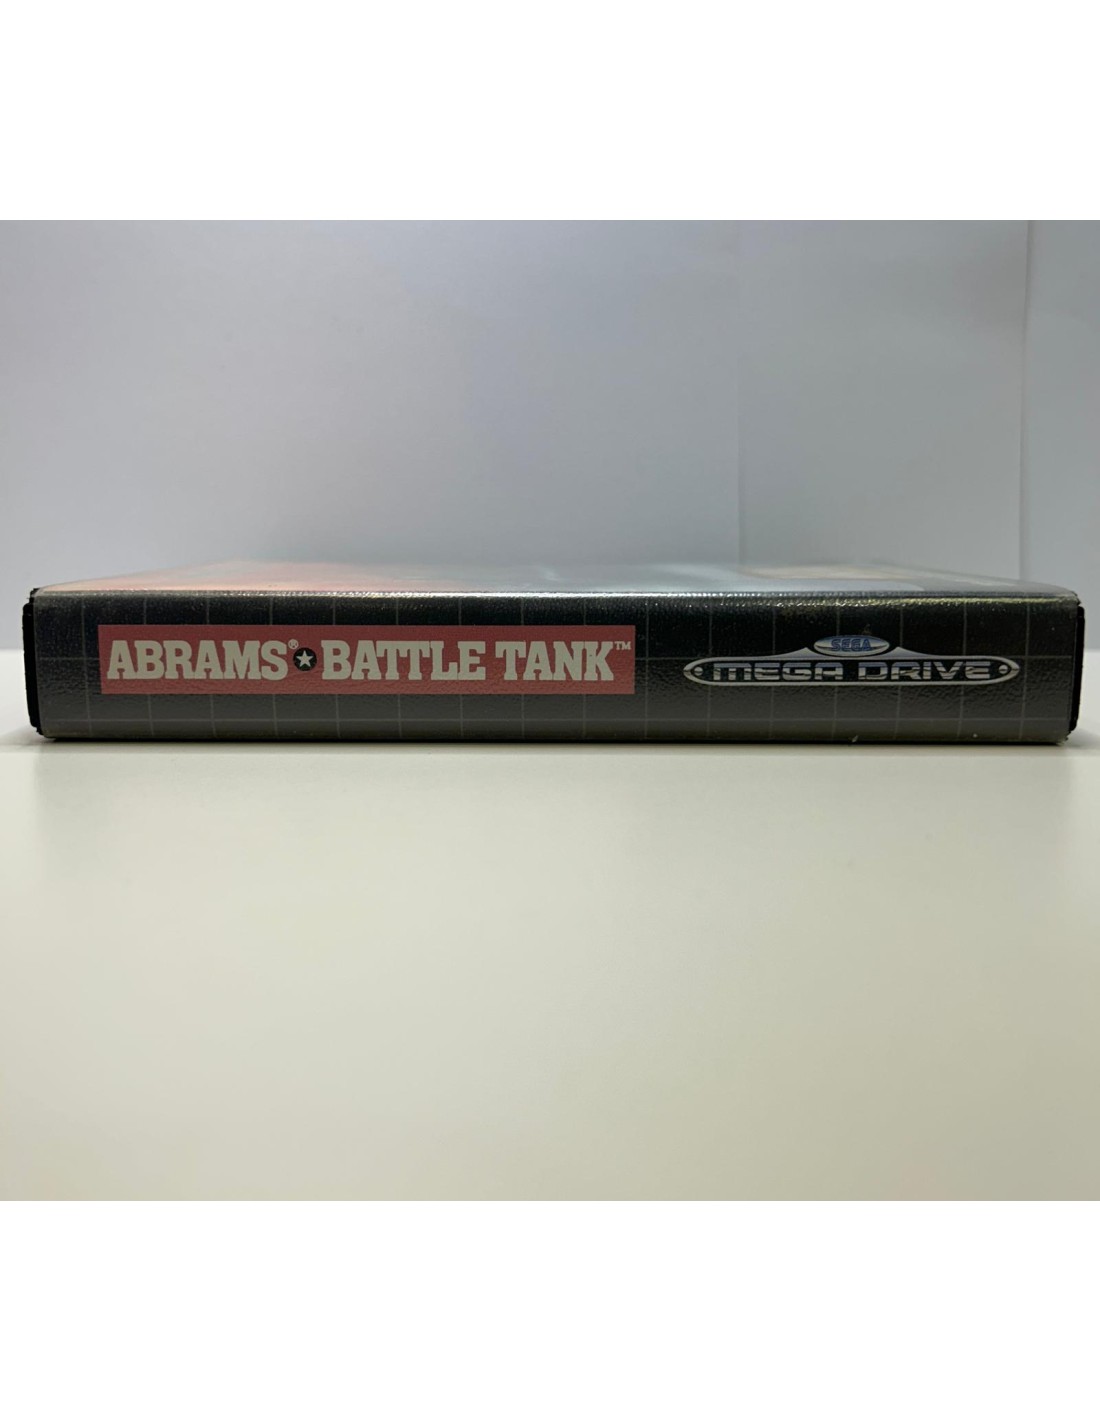 ABRAMS® ★ BATTLE TANK™
SEGA
MEGA DRIVE